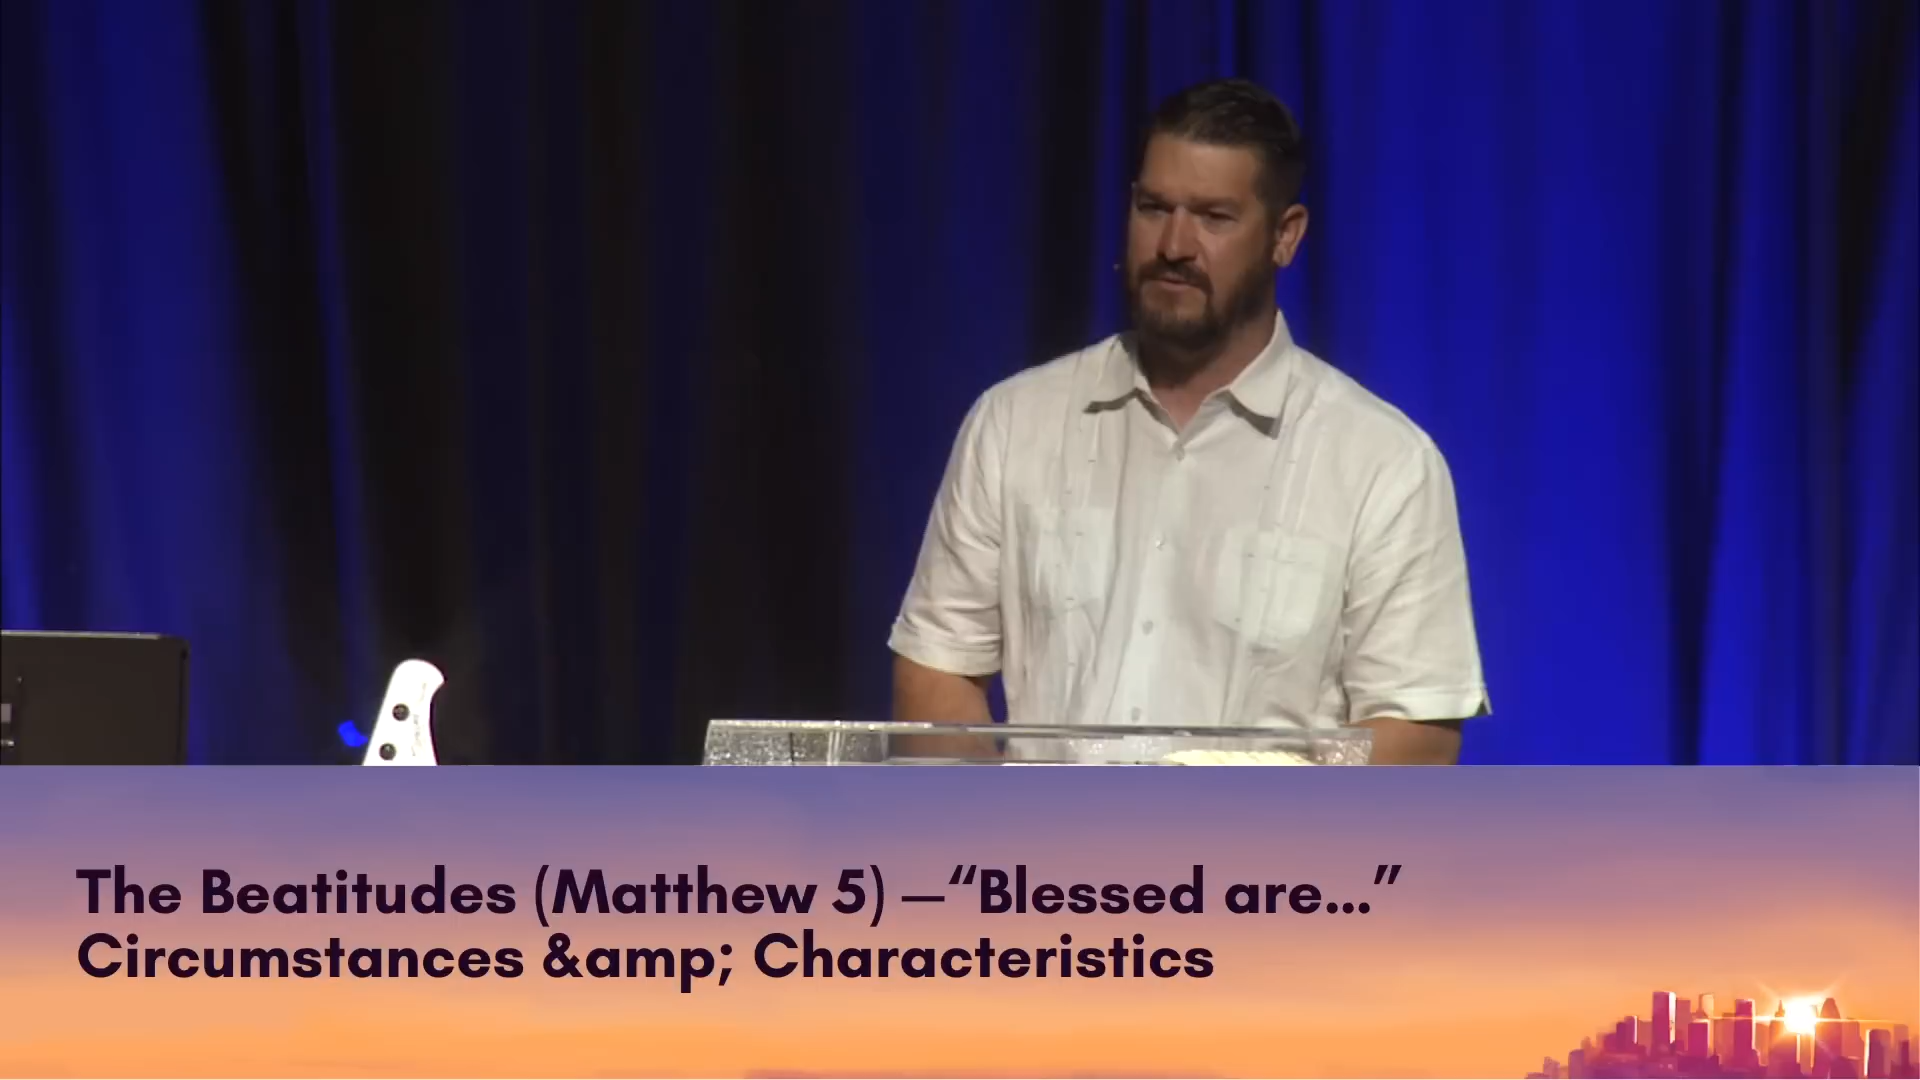 The Beatitudes (Matthew 5) —“Blessed are...”
Circumstances &amp; Characteristics